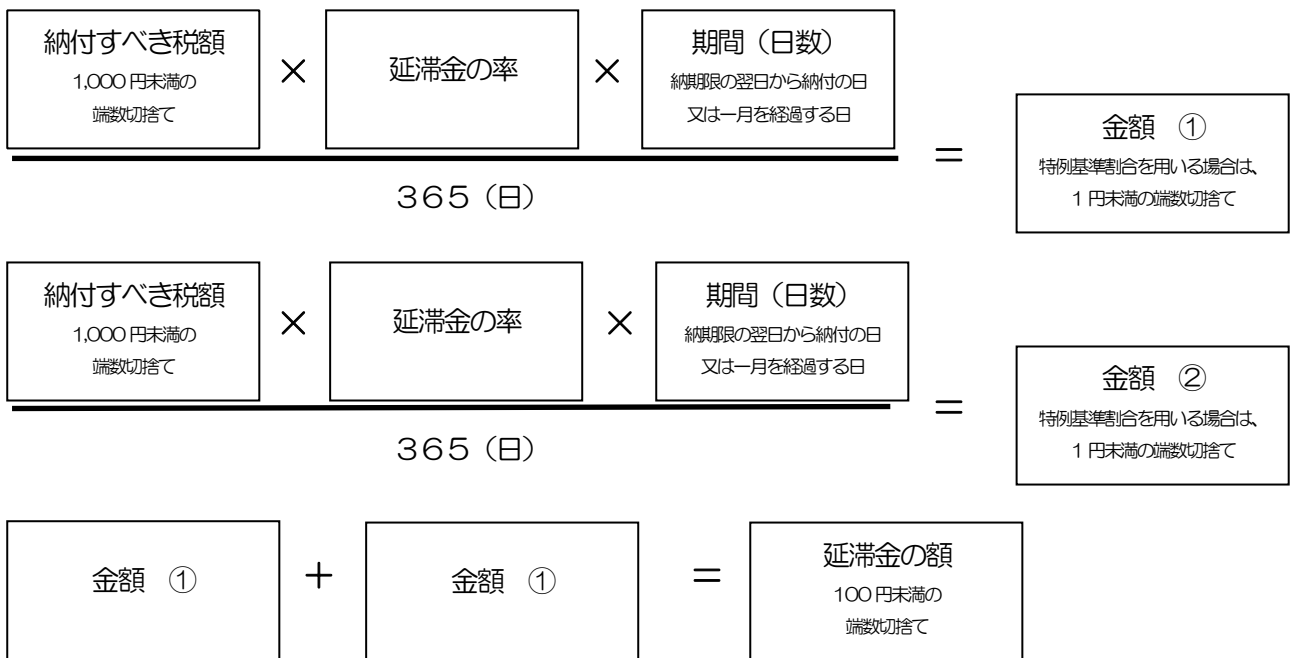 納付すべき税額
1,000円未満の
端数切捨て
×
延滞金の率
×
期間（日数）
納期限の翌日から納付の日
又は一月を経過する日
365（日）
＝
金額　①
特例基準割合を用いる場合は、
1円未満の端数切捨て
納付すべき税額
1,000円未満の
端数切捨て
×
延滞金の率
×
期間（日数）
納期限の翌日から納付の日
又は一月を経過する日
365（日）
＝
金額　②
特例基準割合を用いる場合は、
1円未満の端数切捨て
金額　①
＋
金額　①
＝
延滞金の額
100円未満の
端数切捨て